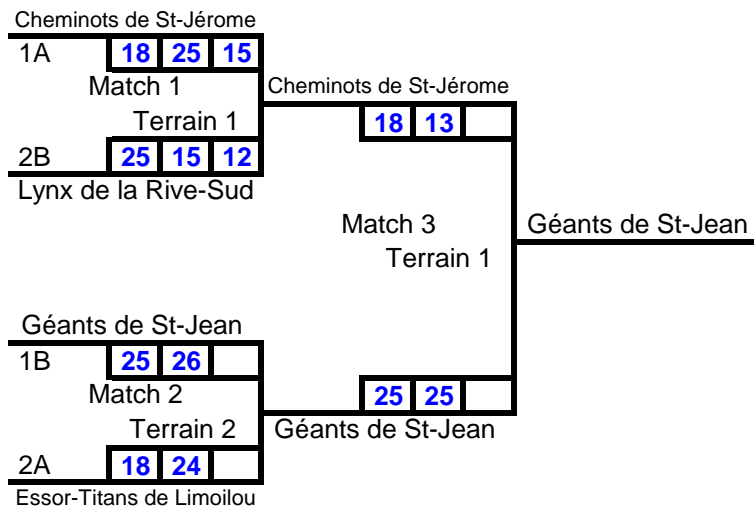 Cheminots de St-Jérome
1A 18 25 15
Match 1
Terrain 1
2B 25 15 12
Lynx de la Rive-Sud
Cheminots de St-Jérome
18 13
Match 3
Terrain 1
Géants de St-Jean
Géants de St-Jean
1B 25 26
Match 2
Terrain 2
2A 18 24
Essor-Titans de Limoilou
25 25
Géants de St-Jean